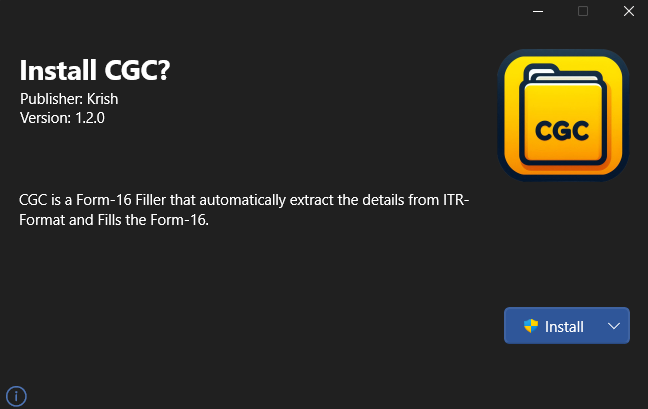 Install CGC?
Publisher: Krish
Version: 1.2.0
CGC
CGC is a Form-16 Filler that automatically extract the details from ITR-
Format and Fills the Form-16.
Install